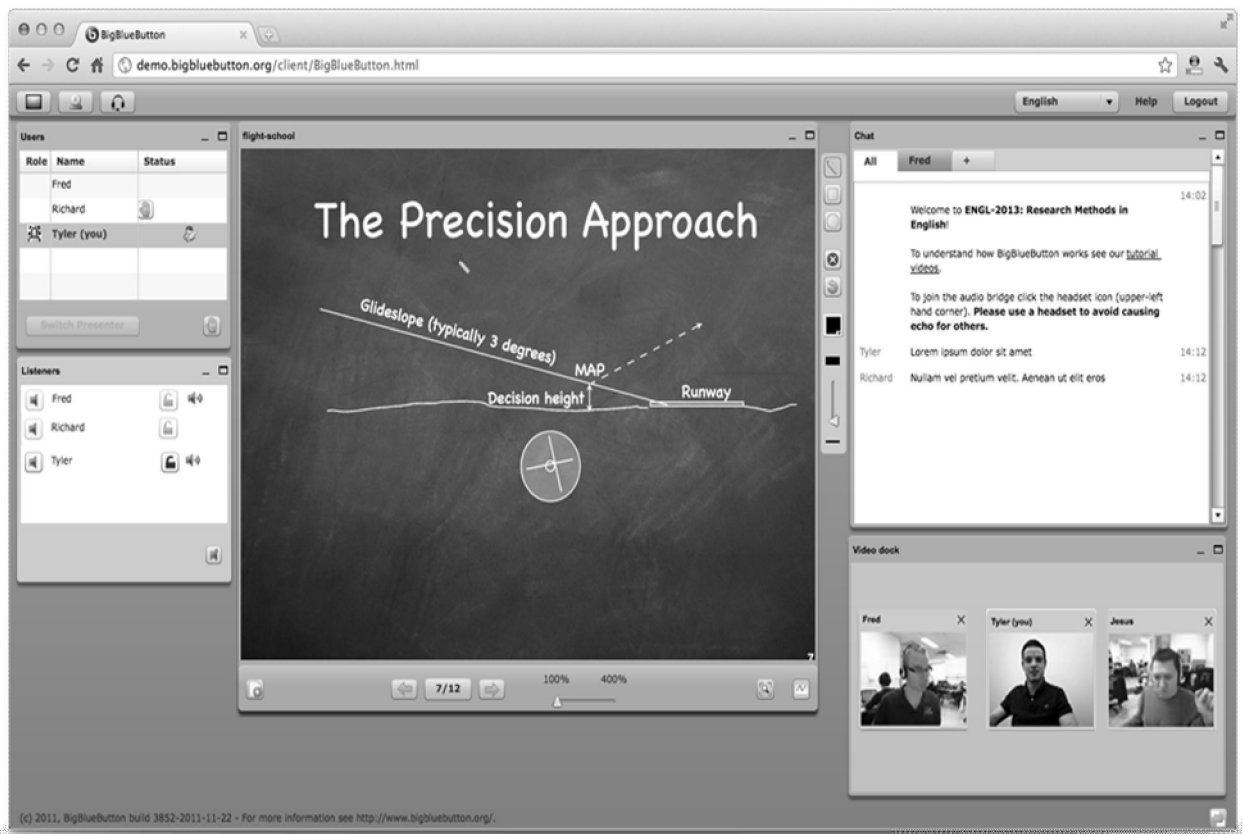 BigBlueButton
demo.bigbluebutton.org/client/BigBlueButton.html
English Help Logout
Users
Role Name Status
Fred
Richard
Tyler (you)
Switch Presenter
Listeners
Fred
Richard
Tyler
flight-school
The Precision Approach
Glideslope (typically 3 degrees)
MAP
Decision height
Runway
7
7/12
100% 400%
Chat
All Fred +
14:02
Welcome to ENGL-2013: Research Methods in
English!
To understand how BigBlueButton works see our tutorial
videos.
To join the audio bridge click the headset icon (upper-left
hand corner). Please use a headset to avoid causing
echo for others.
Tyler Lorem ipsum dolor sit amet 14:12
Richard Nullam vel pretium velit. Aenean ut elit eros 14:12
Video dock
Fred
Tyler (you)
Jesus
(c) 2011, BigBlueButton build 3852-2011-11-22 - For more information see http://www.bigbluebutton.org/.